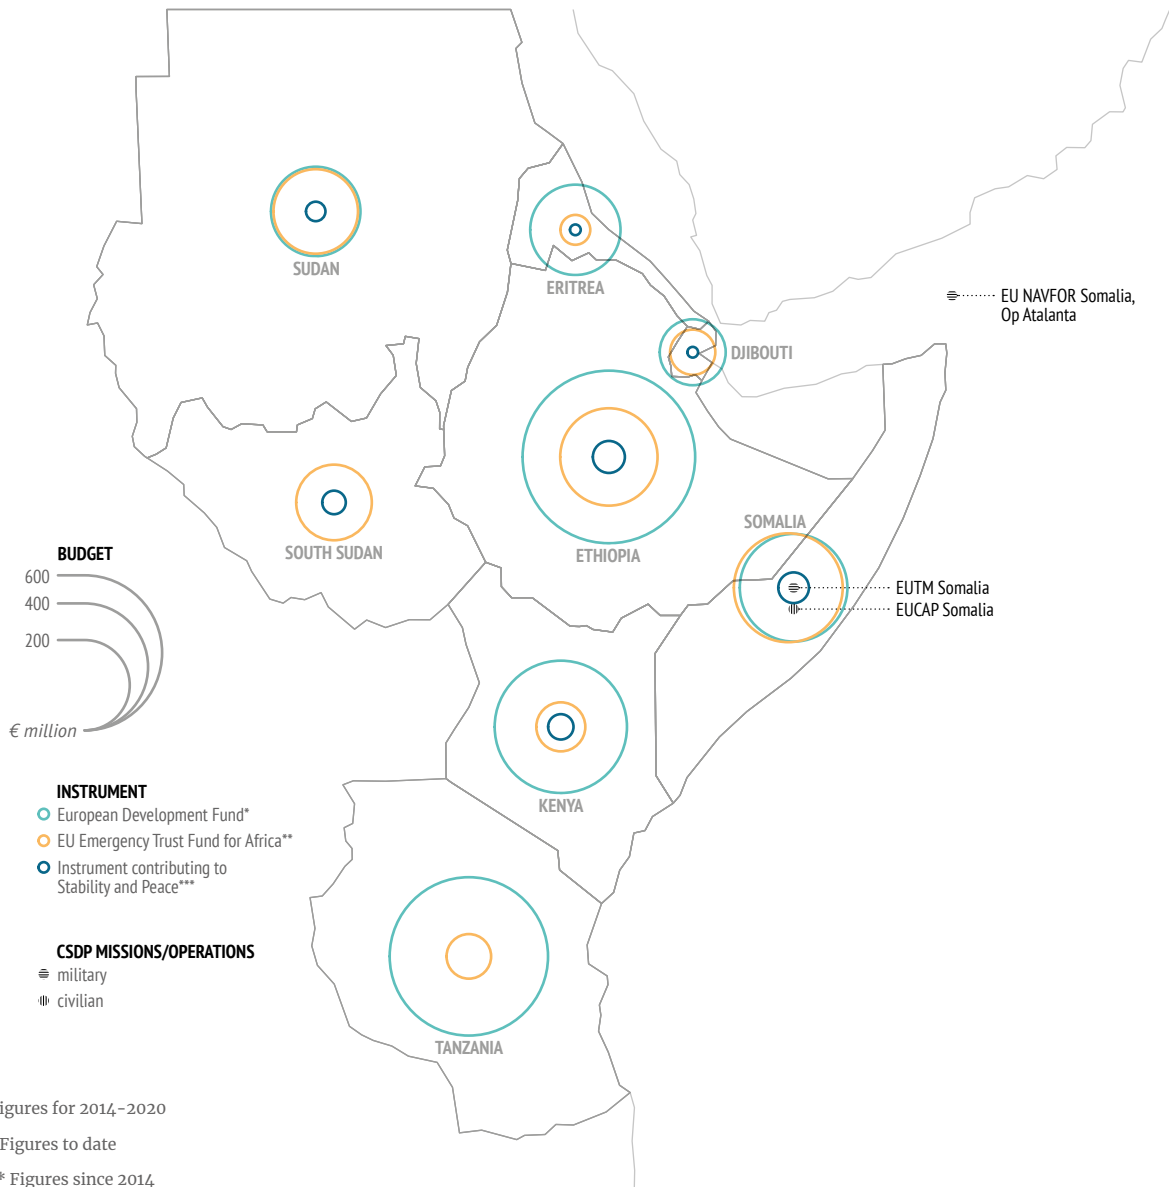 SUDAN
ERITREA
EU NAVFOR Somalia,
Op Atalanta
DJIBOUTI
SOMALIA
SOUTH SUDAN
ETHIOPIA
EUTM Somalia
EUCAP Somalia
BUDGET
600
400
200
€ million
INSTRUMENT
European Development Fund*
EU Emergency Trust Fund for Africa**
Instrument contributing to
Stability and Peace***
KENYA
CSDP MISSIONS/OPERATIONS
military
civilian
TANZANIA
igures for 2014-2020
Figures to date
* Figures since 2014